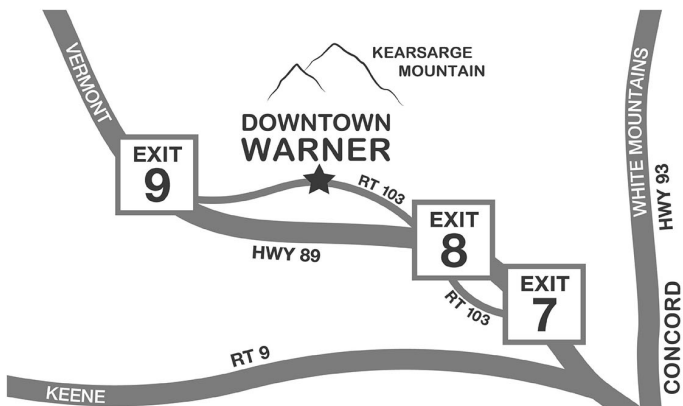 VERMONT
KEARSARGE
MOUNTAIN
DOWNTOWN
WARNER
EXIT
9
RT 103
HWY 89
EXIT
8
RT 103
EXIT
7
WHITE MOUNTAINS
HWY 93
CONCORD
RT 9
KEENE